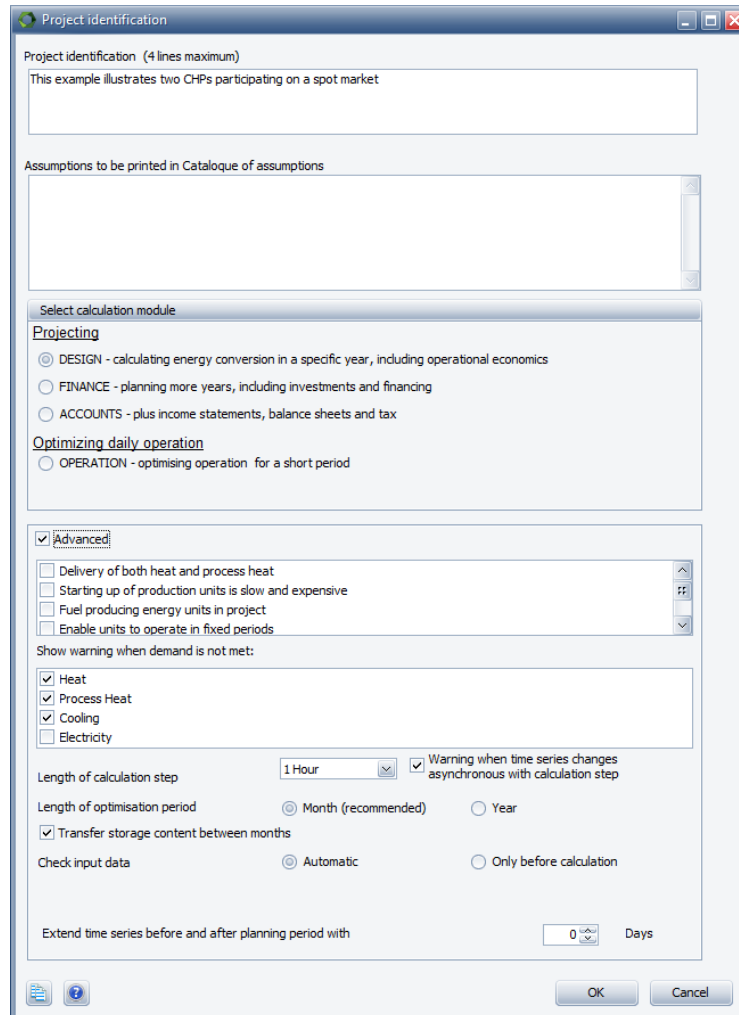 Project identification
Project identification (4 lines maximum)
This example illustrates two CHPs participating on a spot market
Assumptions to be printed in Catalogue of assumptions
Select calculation module
Projecting
DESIGN - calculating energy conversion in a specific year, including operational economics
FINANCE - planning more years, including investments and financing
ACCOUNTS - plus income statements, balance sheets and tax
Optimizing daily operation
OPERATION - optimising operation for a short period
Advanced
Delivery of both heat and process heat
Starting up of production units is slow and expensive
Fuel producing energy units in project
Enable units to operate in fixed periods
Show warning when demand is not met:
Heat
Process Heat
Cooling
Electricity
Length of calculation step
1 Hour
Warning when time series changes
asynchronous with calculation step
Length of optimisation period
Month (recommended)
Year
Transfer storage content between months
Check input data
Automatic
Only before calculation
Extend time series before and after planning period with
0
Days
OK
Cancel